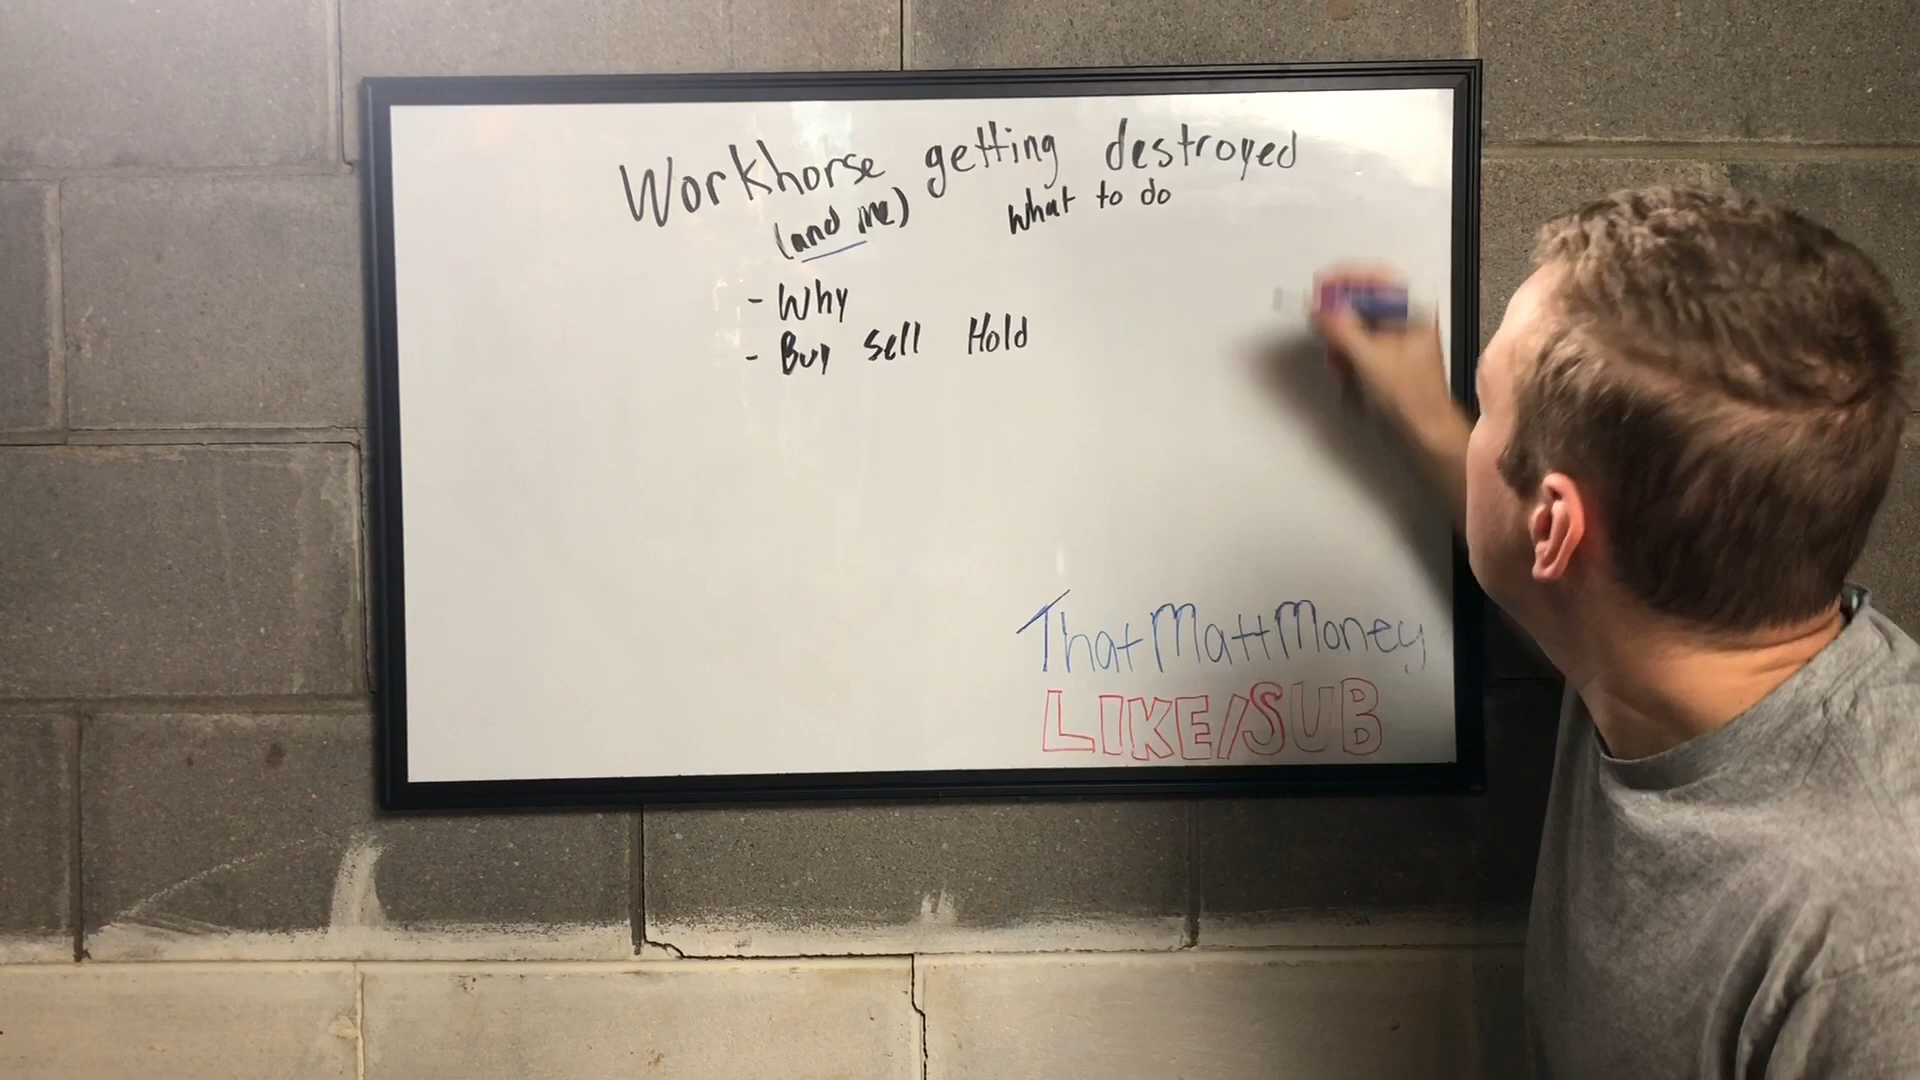 Workhorse getting destroyed
(and me) what to do
- Why
- Buy Sell Hold
ThatMattMoney
LIKE/SUB